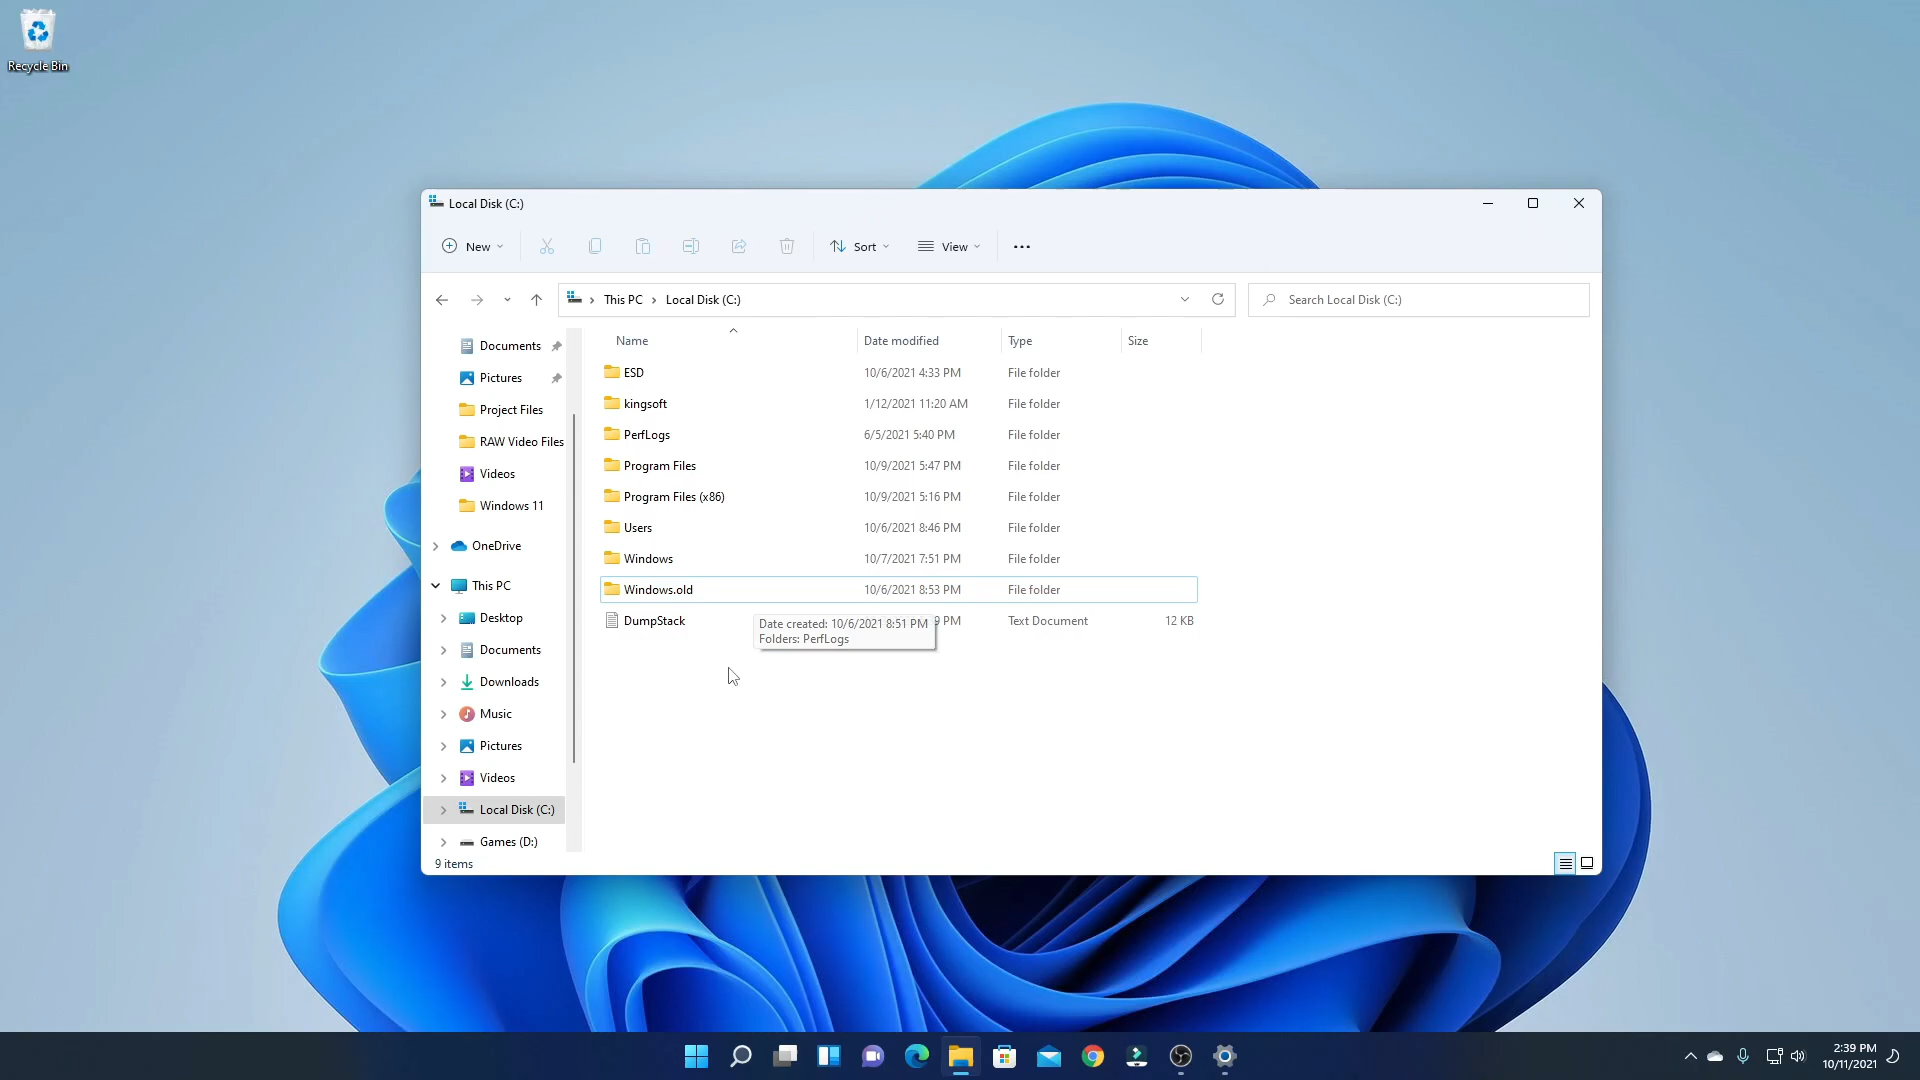 Recycle Bin
Local Disk (C:)
New
Sort
View
This PC
Local Disk (C:)
Search Local Disk (C:)
Name
Date modified
Type
Size
Documents
Pictures
Project Files
RAW Video Files
Videos
Windows 11
OneDrive
This PC
Desktop
Documents
Downloads
Music
Pictures
Videos
Local Disk (C:)
Games (D:)
ESD 10/6/2021 4:33 PM File folder
kingsoft 1/12/2021 11:20 AM File folder
PerfLogs 6/5/2021 5:40 PM File folder
Program Files 10/9/2021 5:47 PM File folder
Program Files (x86) 10/9/2021 5:16 PM File folder
Users 10/6/2021 8:46 PM File folder
Windows 10/7/2021 7:51 PM File folder
Windows.old 10/6/2021 8:53 PM File folder
DumpStack 9 PM Text Document 12 KB
Date created: 10/6/2021 8:51 PM
Folders: PerfLogs
9 items
2:39 PM
10/11/2021